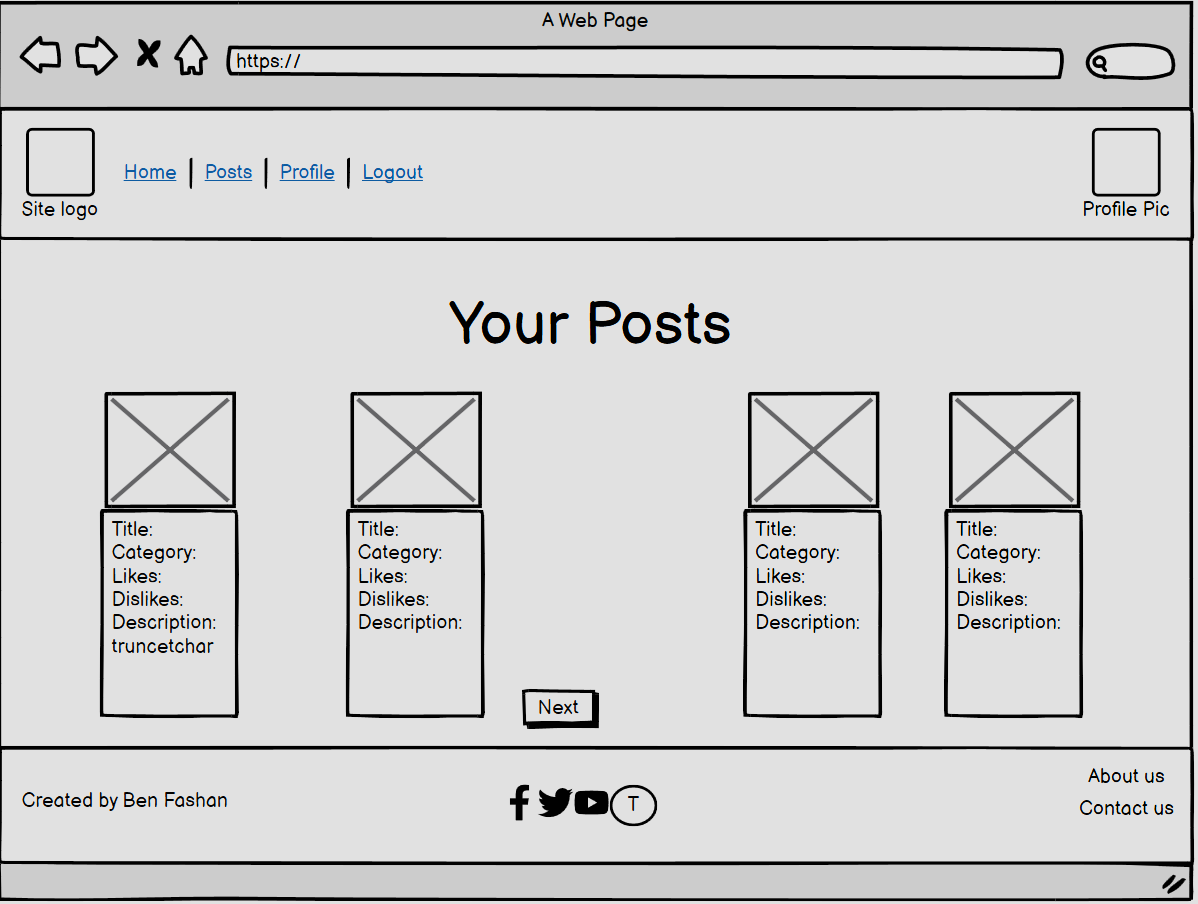 A Web Page
https://
Home Posts Profile Logout
Site logo
Profile Pic
Your Posts
Title:
Category:
Likes:
Dislikes:
Description:
truncetchar
Title:
Category:
Likes:
Dislikes:
Description:
Title:
Category:
Likes:
Dislikes:
Description:
Title:
Category:
Likes:
Dislikes:
Description:
Next
Created by Ben Fashan
T
About us
Contact us